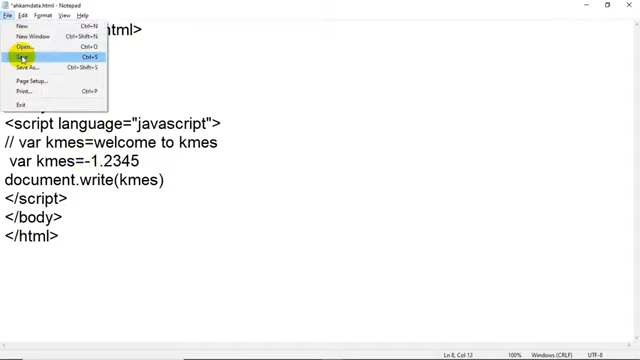 *ahkamdata.html - Notepad
File Edit Format View Help
html>
New Ctrl+N
New Window Ctrl+Shift+N
Open... Ctrl+O
Ctrl+S
Save As... Ctrl+Shift+S
Page Setup...
Print... Ctrl+P
Exit
<script language="javascript">
// var kmes=welcome to kmes
var kmes=-1.2345
document.write(kmes)
</script>
</body>
</html>
Ln 8, Col 12 100% Windows (CRLF) UTF-8